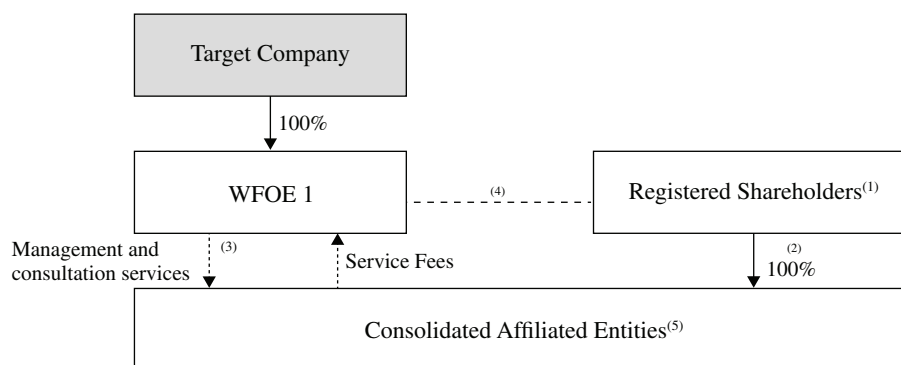 Target Company
100%
WFOE 1
(4)
Registered Shareholders(1)
Management and
consultation services
(3)
Service Fees
(2)
100%
Consolidated Affiliated Entities(5)